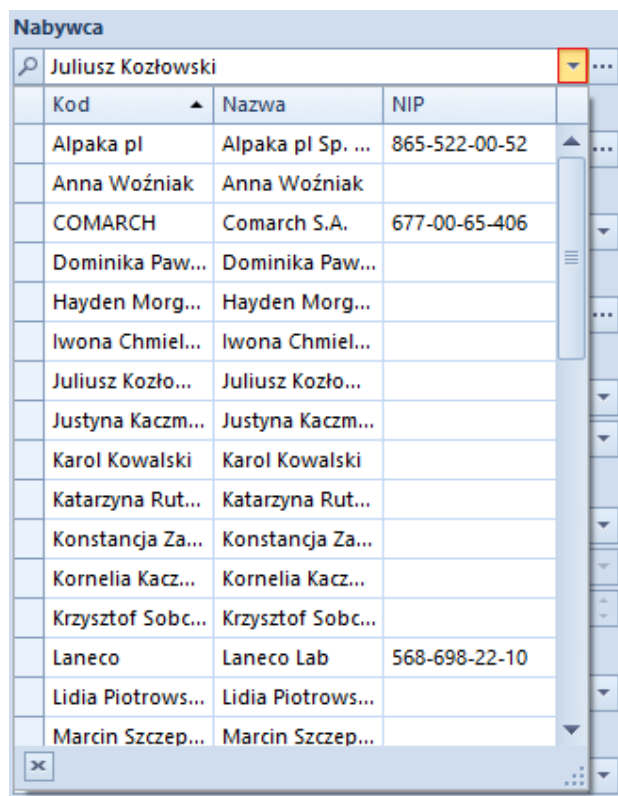 Nabywca
Juliusz Kozłowski
Kod Nazwa NIP
Alpaka pl Alpaka pl Sp. ... 865-522-00-52
Anna Woźniak Anna Woźniak
COMARCH Comarch S.A. 677-00-65-406
Dominika Paw... Dominika Paw...
Hayden Morg... Hayden Morg...
Iwona Chmiel... Iwona Chmiel...
Juliusz Kozło... Juliusz Kozło...
Justyna Kaczm... Justyna Kaczm...
Karol Kowalski Karol Kowalski
Katarzyna Rut... Katarzyna Rut...
Konstancja Za... Konstancja Za...
Kornelia Kacz... Kornelia Kacz...
Krzysztof Sobc... Krzysztof Sobc...
Laneco Laneco Lab 568-698-22-10
Lidia Piotrows... Lidia Piotrows...
Marcin Szczep... Marcin Szczep...